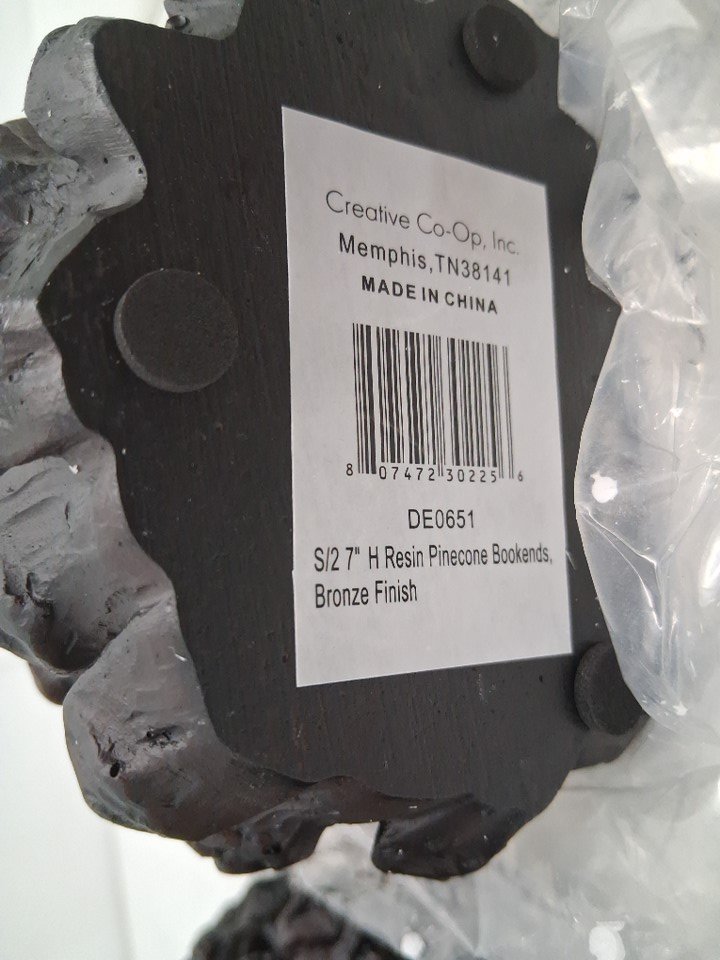 Creative Co-Op, Inc.
Memphis,TN38141
MADE IN CHINA
8 07472 30225 6
DE0651
S/2 7" H Resin Pinecone Bookends,
Bronze Finish